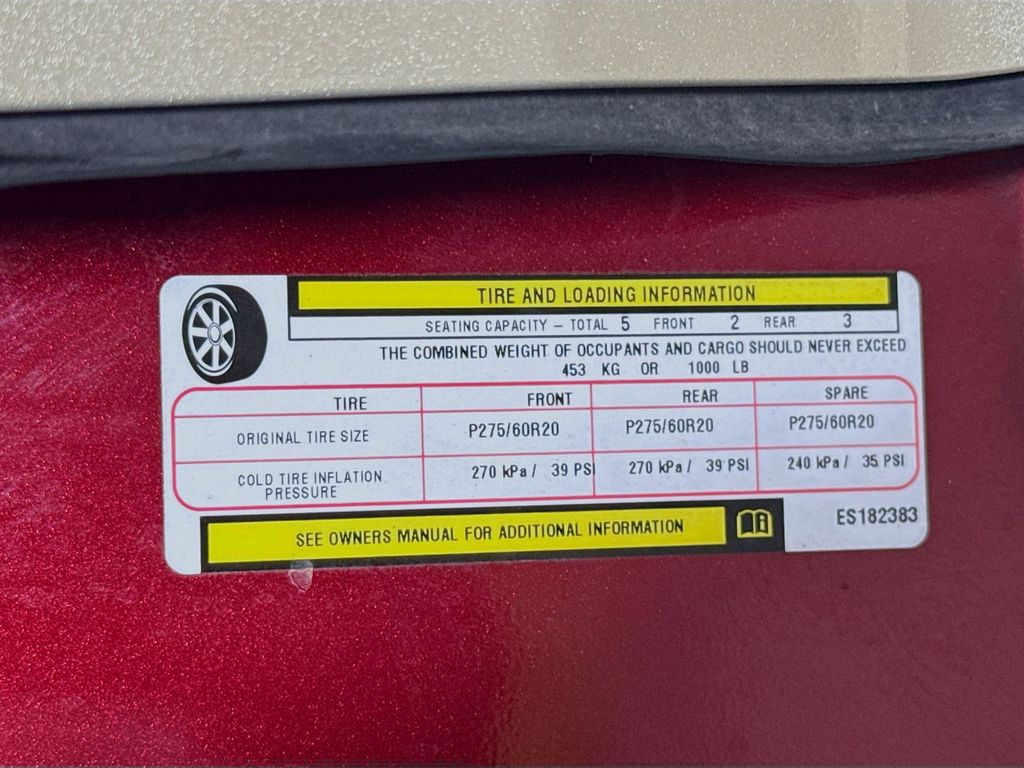 TIRE AND LOADING INFORMATION
SEATING CAPACITY – TOTAL 5 FRONT 2 REAR 3
THE COMBINED WEIGHT OF OCCUPANTS AND CARGO SHOULD NEVER EXCEED
453 KG OR 1000 LB
TIRE FRONT REAR SPARE
ORIGINAL TIRE SIZE P275/60R20 P275/60R20 P275/60R20
COLD TIRE INFLATION PRESSURE 270 kPa / 39 PSI 270 kPa / 39 PSI 240 kPa / 35 PSI
SEE OWNERS MANUAL FOR ADDITIONAL INFORMATION
ES182383